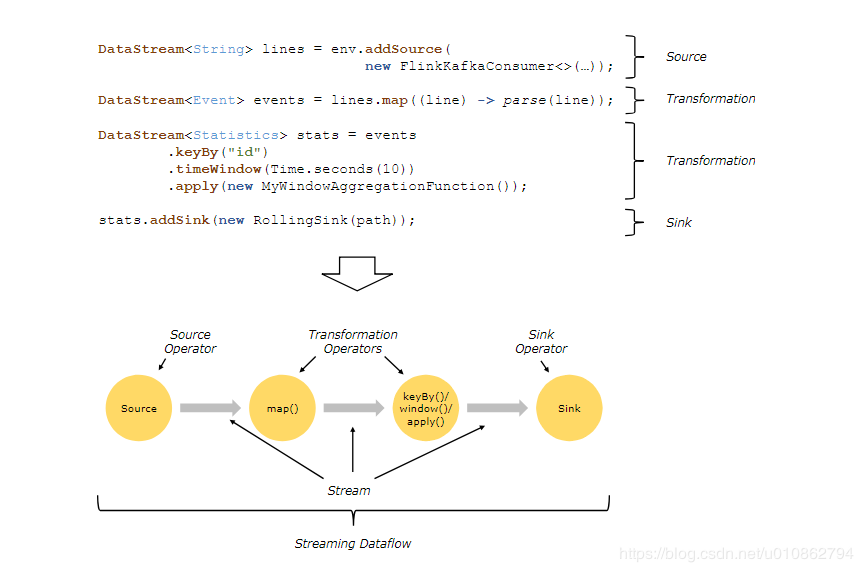 DataStream<String> lines = env.addSource(
new FlinkKafkaConsumer<>(…));
Source
DataStream<Event> events = lines.map((line) -> parse(line));
Transformation
DataStream<Statistics> stats = events
.keyBy("id")
.timeWindow(Time.seconds(10))
.apply(new MyWindowAggregationFunction());
Transformation
stats.addSink(new RollingSink(path));
Sink
Source
Operator
Transformation
Operators
Sink
Operator
Source
map()
keyBy()/
window()/
apply()
Sink
Stream
Streaming Dataflow
https://blog.csdn.net/u010862794